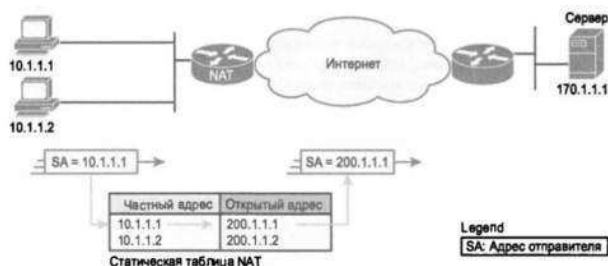 Сервер
10.1.1.1
NAT
Интернет
170.1.1.1
10.1.1.2
SA = 10.1.1.1
SA = 200.1.1.1
Частный адрес Открытый адрес
10.1.1.1 200.1.1.1
10.1.1.2 200.1.1.2
Статическая таблица NAT
Legend
SA: Адрес отправителя